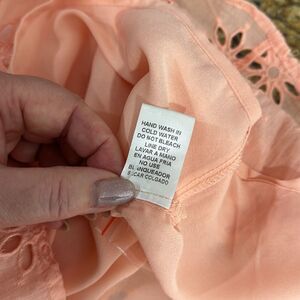 HAND WASH IN
COLD WATER
DO NOT BLEACH
LINE DRY
LAVAR A MANO
EN AGUA FRIA
NO USE
BLANQUEADOR
SECAR COLGADO